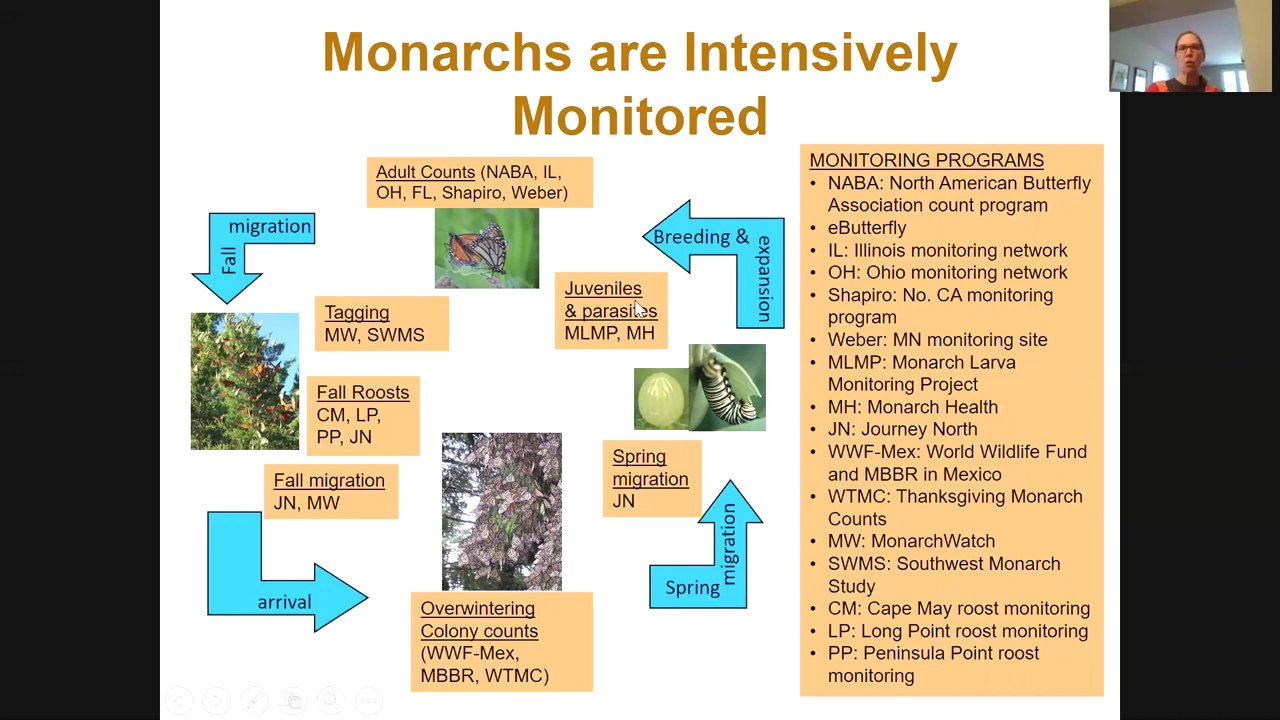 Monarchs are Intensively
Monitored
Adult Counts (NABA, IL,
OH, FL, Shapiro, Weber)
migration
Fall
Breeding &
expansion
Juveniles
& parasites
MLMP, MH
Tagging
MW, SWMS
Fall Roosts
CM, LP,
PP, JN
Fall migration
JN, MW
Spring
migration
JN
arrival
Spring
migration
Overwintering
Colony counts
(WWF-Mex,
MBBR, WTMC)
MONITORING PROGRAMS
• NABA: North American Butterfly
Association count program
• eButterfly
• IL: Illinois monitoring network
• OH: Ohio monitoring network
• Shapiro: No. CA monitoring
program
• Weber: MN monitoring site
• MLMP: Monarch Larva
Monitoring Project
• MH: Monarch Health
• JN: Journey North
• WWF-Mex: World Wildlife Fund
and MBBR in Mexico
• WTMC: Thanksgiving Monarch
Counts
• MW: MonarchWatch
• SWMS: Southwest Monarch
Study
• CM: Cape May roost monitoring
• LP: Long Point roost monitoring
• PP: Peninsula Point roost
monitoring